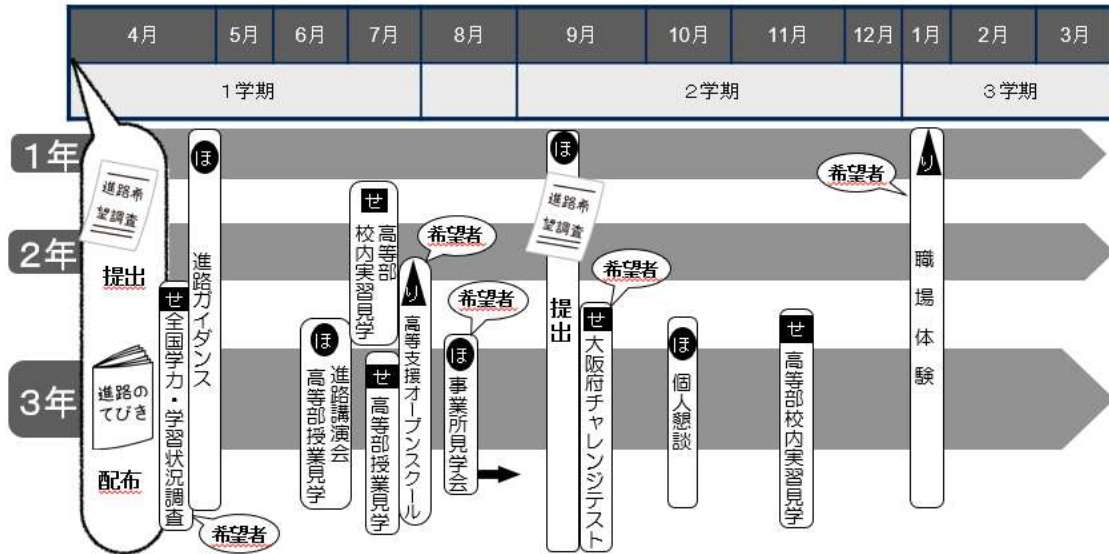 4月 5月 6月 7月 8月 9月 10月 11月 12月 1月 2月 3月
1学期 2学期 3学期
1年
2年
3年
進路希
望調査
提出
進路の
てびき
配布
せ
全国学力・学習状況調査
希望者
ほ
進路ガイダンス
ほ
進路講演会
高等部授業見学
せ
高等部
校内実習見学
せ
高等部授業見学
り
高等支援オープンスクール
希望者
ほ
事業所見学会
希望者
ほ
進路希
望調査
提出
せ
大阪府チャレンジテスト
希望者
ほ
個人懇談
せ
高等部校内実習見学
り
職場体験
希望者